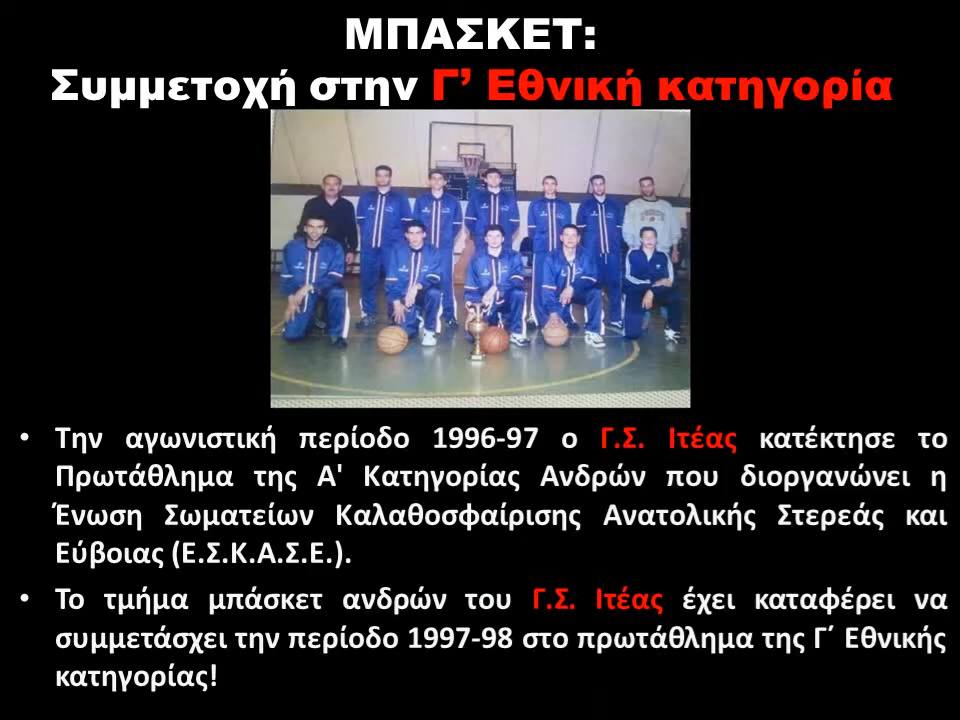 ΜΠΑΣΚΕΤ:
Συμμετοχή στην Γ’ Εθνική κατηγορία
• Την αγωνιστική περίοδο 1996-97 ο Γ.Σ. Ιτέας κατέκτησε το
Πρωτάθλημα της Α' Κατηγορίας Ανδρών που διοργανώνει η
Ένωση Σωματείων Καλαθοσφαίρισης Ανατολικής Στερεάς και
Εύβοιας (Ε.Σ.Κ.Α.Σ.Ε.).
• Το τμήμα μπάσκετ ανδρών του Γ.Σ. Ιτέας έχει καταφέρει να
συμμετάσχει την περίοδο 1997-98 στο πρωτάθλημα της Γ΄ Εθνικής
κατηγορίας!